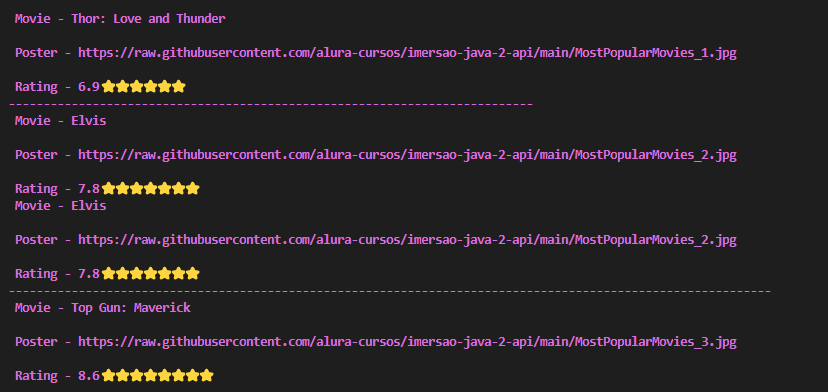 Movie - Thor: Love and Thunder
Poster - https://raw.githubusercontent.com/alura-cursos/imersao-java-2-api/main/MostPopularMovies_1.jpg
Rating - 6.9⭐⭐⭐⭐⭐⭐
---------------------------------------------------------------------------
Movie - Elvis
Poster - https://raw.githubusercontent.com/alura-cursos/imersao-java-2-api/main/MostPopularMovies_2.jpg
Rating - 7.8⭐⭐⭐⭐⭐⭐⭐
Movie - Elvis
Poster - https://raw.githubusercontent.com/alura-cursos/imersao-java-2-api/main/MostPopularMovies_2.jpg
Rating - 7.8⭐⭐⭐⭐⭐⭐⭐
-------------------------------------------------------------------------------------------------------------
Movie - Top Gun: Maverick
Poster - https://raw.githubusercontent.com/alura-cursos/imersao-java-2-api/main/MostPopularMovies_3.jpg
Rating - 8.6⭐⭐⭐⭐⭐⭐⭐⭐